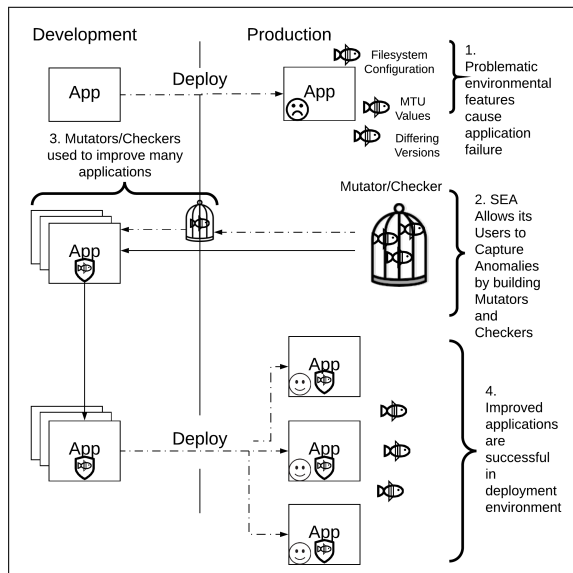 Development
Production
App
Deploy
App
Filesystem
Configuration
MTU
Values
Differing
Versions
1.
Problematic
environmental
features
cause
application
failure
3. Mutators/Checkers
used to improve many
applications
Mutator/Checker
2. SEA
Allows its
Users to
Capture
Anomalies
by building
Mutators
and
Checkers
App
App
Deploy
App
App
App
4.
Improved
applications
are
successful
in
deployment
environment